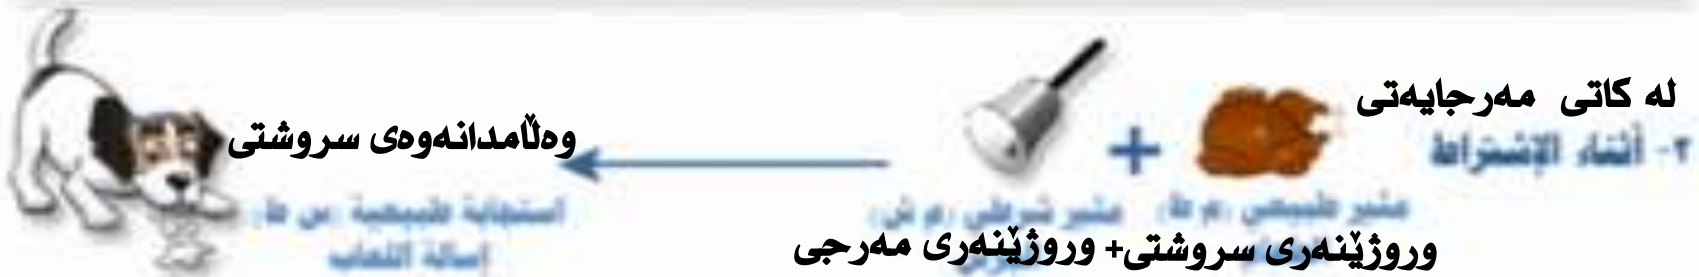 لە کاتی مەرجایەتی
٢- أثناء الإشتراط
وەڵامدانەوەی سروشتی
مثير طبيعي (م ط)
مثير شرطي (م ش)
استجابة طبيعية (س ط)
إسالة اللعاب
وروژێنەری سروشتی+ وروژێنەری مەرجی